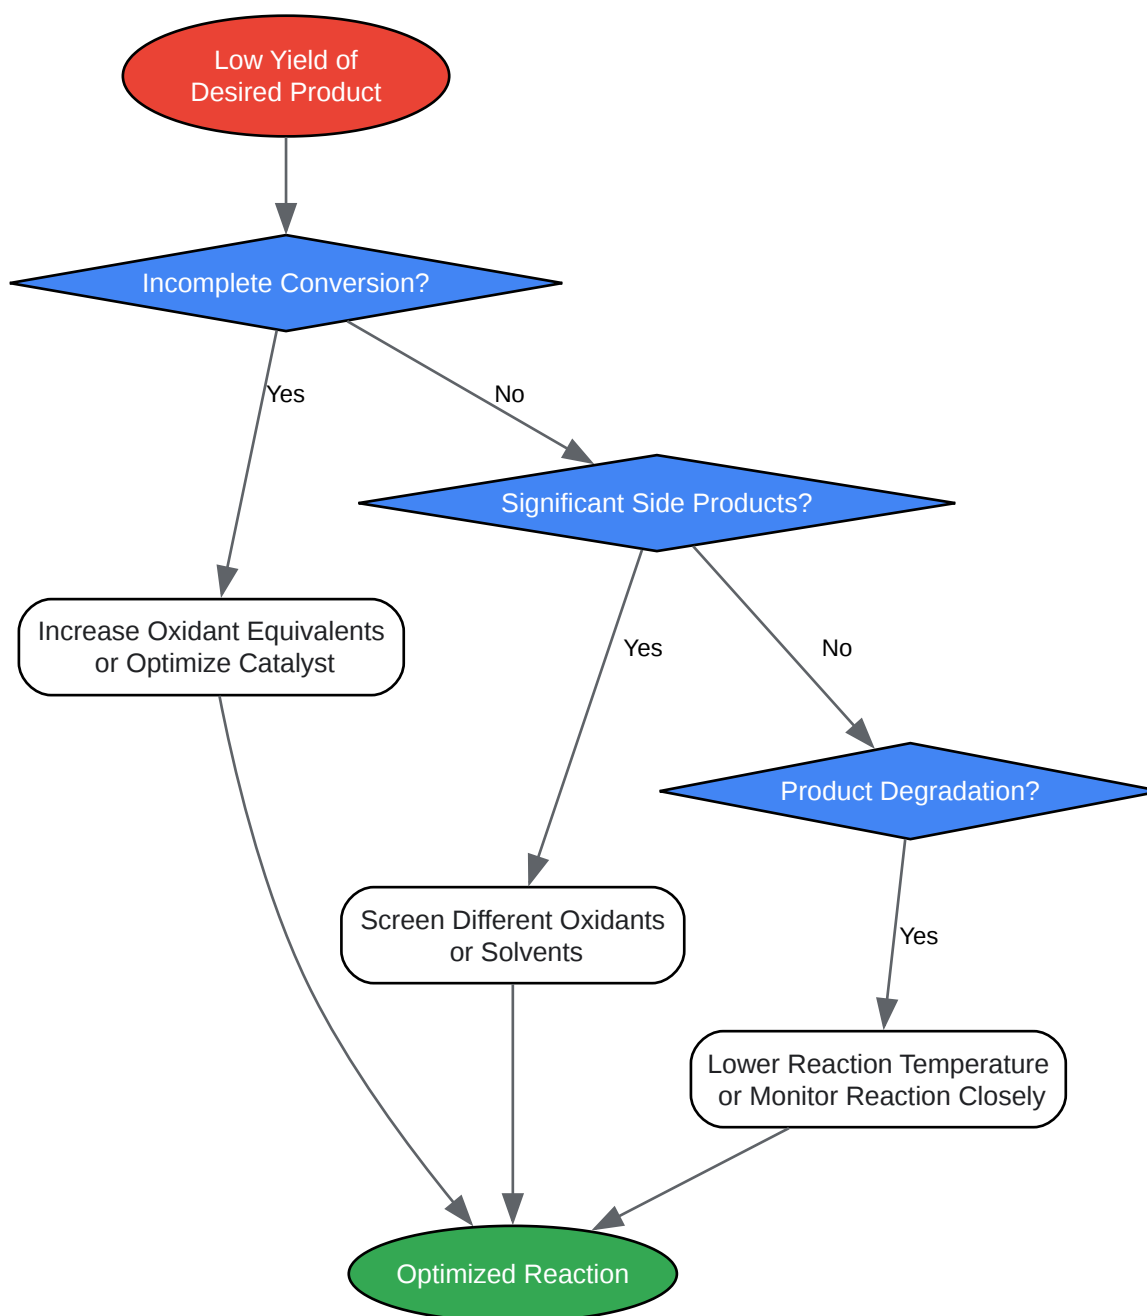 Low Yield of
Desired Product
Incomplete Conversion?
Yes
No
Significant Side Products?
Increase Oxidant Equivalents
or Optimize Catalyst
Yes
No
Product Degradation?
Screen Different Oxidants
or Solvents
Yes
Lower Reaction Temperature
or Monitor Reaction Closely
Optimized Reaction